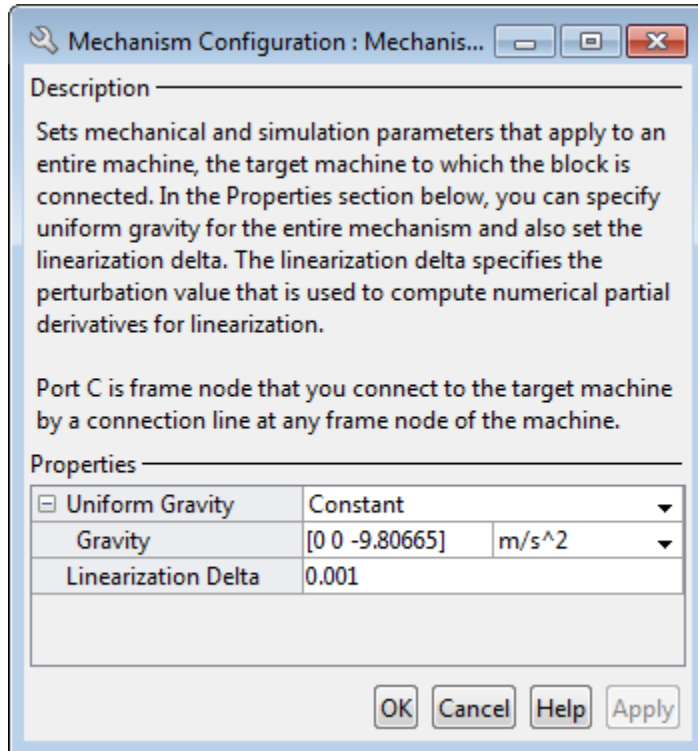 Mechanism Configuration : Mechanis...
Description
Sets mechanical and simulation parameters that apply to an
entire machine, the target machine to which the block is
connected. In the Properties section below, you can specify
uniform gravity for the entire mechanism and also set the
linearization delta. The linearization delta specifies the
perturbation value that is used to compute numerical partial
derivatives for linearization.
Port C is frame node that you connect to the target machine
by a connection line at any frame node of the machine.
Properties
Uniform Gravity Constant
Gravity [0 0 -9.80665] m/s^2
Linearization Delta 0.001
OK Cancel Help Apply